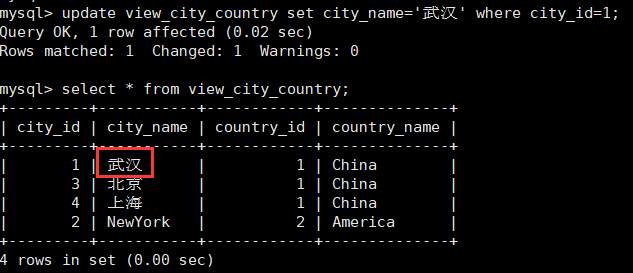 mysql> update view_city_country set city_name='武汉' where city_id=1;
Query OK, 1 row affected (0.02 sec)
Rows matched: 1  Changed: 1  Warnings: 0
mysql> select * from view_city_country;
+---------+-----------+------------+--------------+
| city_id | city_name | country_id | country_name |
+---------+-----------+------------+--------------+
|       1 | 武汉      |          1 | China        |
|       3 | 北京      |          1 | China        |
|       4 | 上海      |          1 | China        |
|       2 | NewYork   |          2 | America      |
+---------+-----------+------------+--------------+
4 rows in set (0.00 sec)